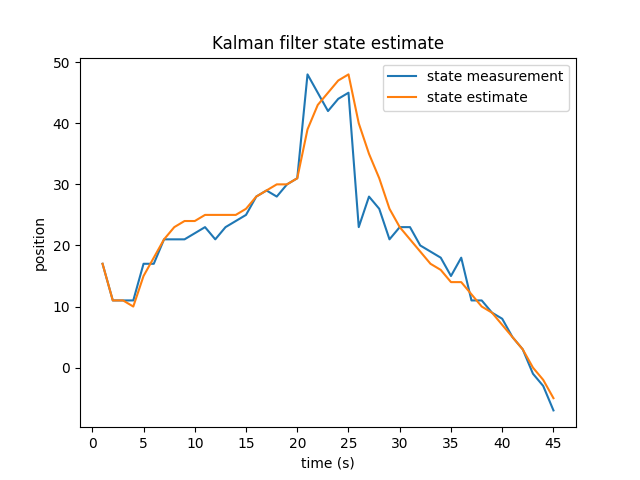 Kalman filter state estimate
state measurement
state estimate
position
50
40
30
20
10
0
0 5 10 15 20 25 30 35 40 45
time (s)